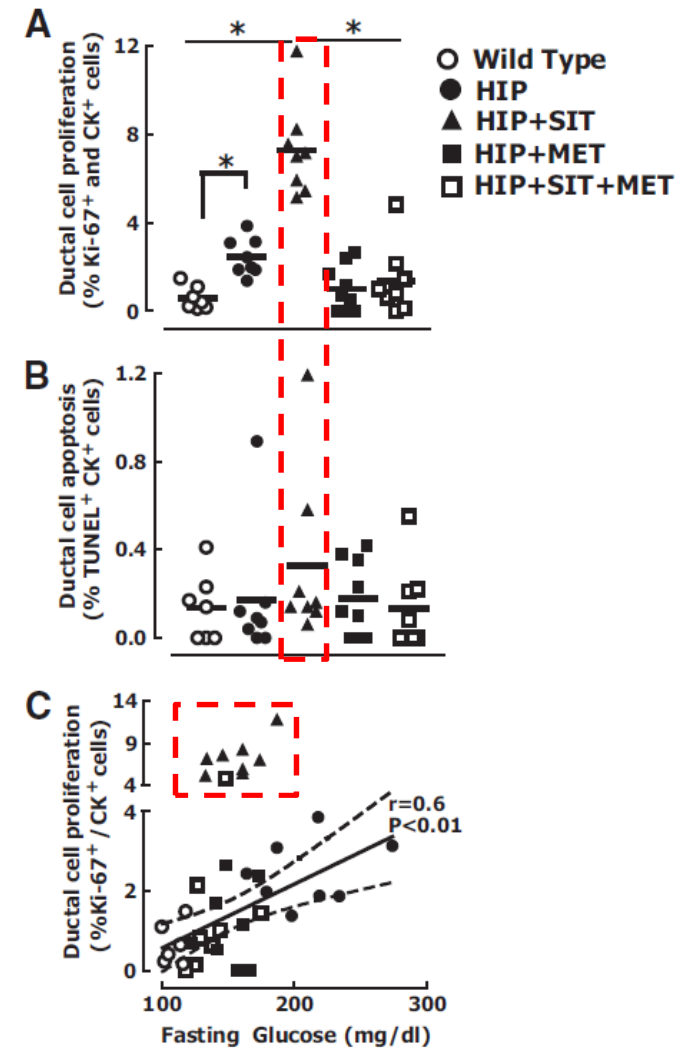 A
* *
12
8
4
0
*
Ductal cell proliferation
(% Ki-67⁺ and CK⁺ cells)
Wild Type
HIP
HIP+SIT
HIP+MET
HIP+SIT+MET
B
1.2
0.8
0.4
0.0
Ductal cell apoptosis
(% TUNEL⁺ CK⁺ cells)
C
14
9
4
4
2
0
Ductal cell proliferation
(%Ki-67⁺ / CK⁺ cells)
r=0.6
P<0.01
100 200 300
Fasting Glucose (mg/dl)